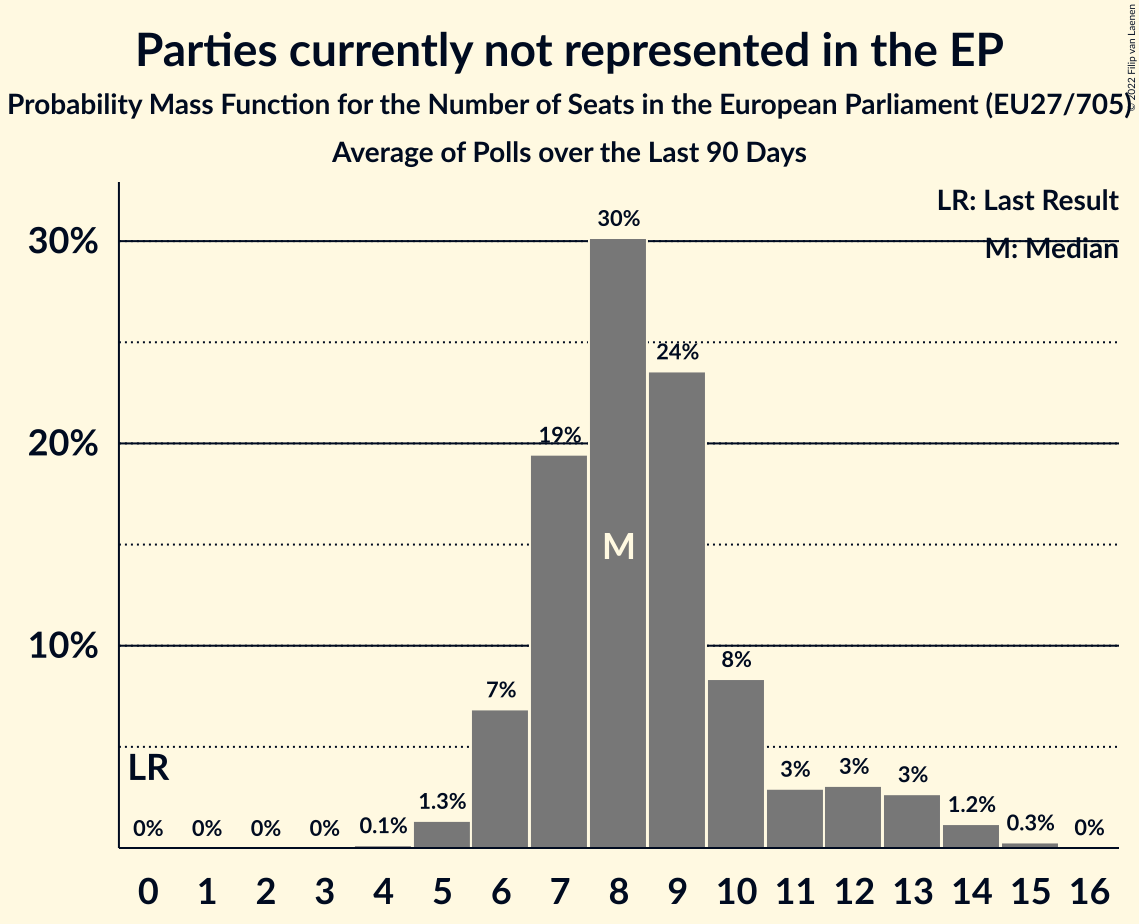 Parties currently not represented in the EP
Probability Mass Function for the Number of Seats in the European Parliament (EU27/705)
Average of Polls over the Last 90 Days
© 2022 Filip van Laenen
LR: Last Result
M: Median
30%
20%
10%
30%
24%
19%
M
8%
7%
LR
3%
3%
3%
1.3%
1.2%
0%
0%
0%
0%
0.1%
0.3%
0%
0 1 2 3 4 5 6 7 8 9 10 11 12 13 14 15 16